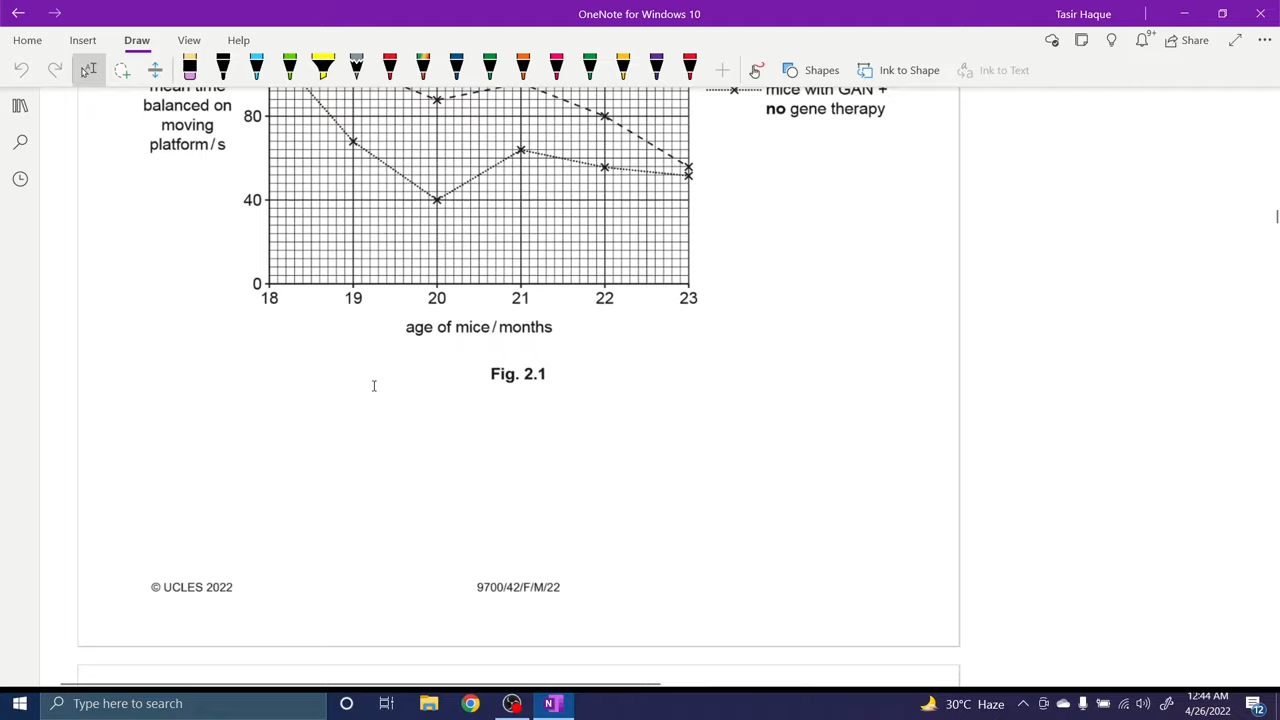 OneNote for Windows 10
Tasir Haque
Home
Insert
Draw
View
Help
9+
Share
Shapes
Ink to Shape
Ink to Text
mean time
balanced on
moving
platform / s
80
40
0
18
19
20
21
22
23
age of mice / months
mice with GAN +
no gene therapy
Fig. 2.1
© UCLES 2022
9700/42/F/M/22
Type here to search
N
30°C Haze
12:44 AM
4/26/2022
12